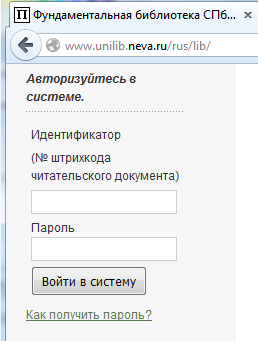 Фундаментальная библиотека СПб...
www.unilib.neva.ru/rus/lib/
Авторизуйтесь в
системе.
Идентификатор
(№ штрихкода
читательского документа)
Пароль
Войти в систему
Как получить пароль?